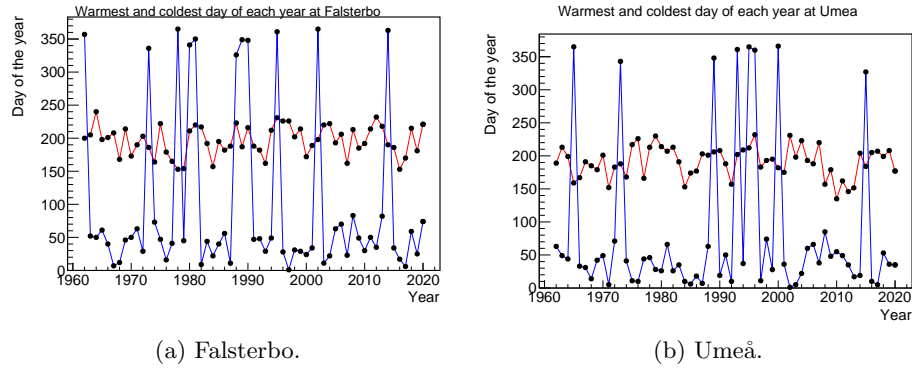 Warmest and coldest day of each year at Falsterbo
Day of the year
350
300
250
200
150
100
50
0
1960 1970 1980 1990 2000 2010 2020
Year
(a) Falsterbo.
Warmest and coldest day of each year at Umea
Day of the year
350
300
250
200
150
100
50
0
1960 1970 1980 1990 2000 2010 2020
Year
(b) Umeå.